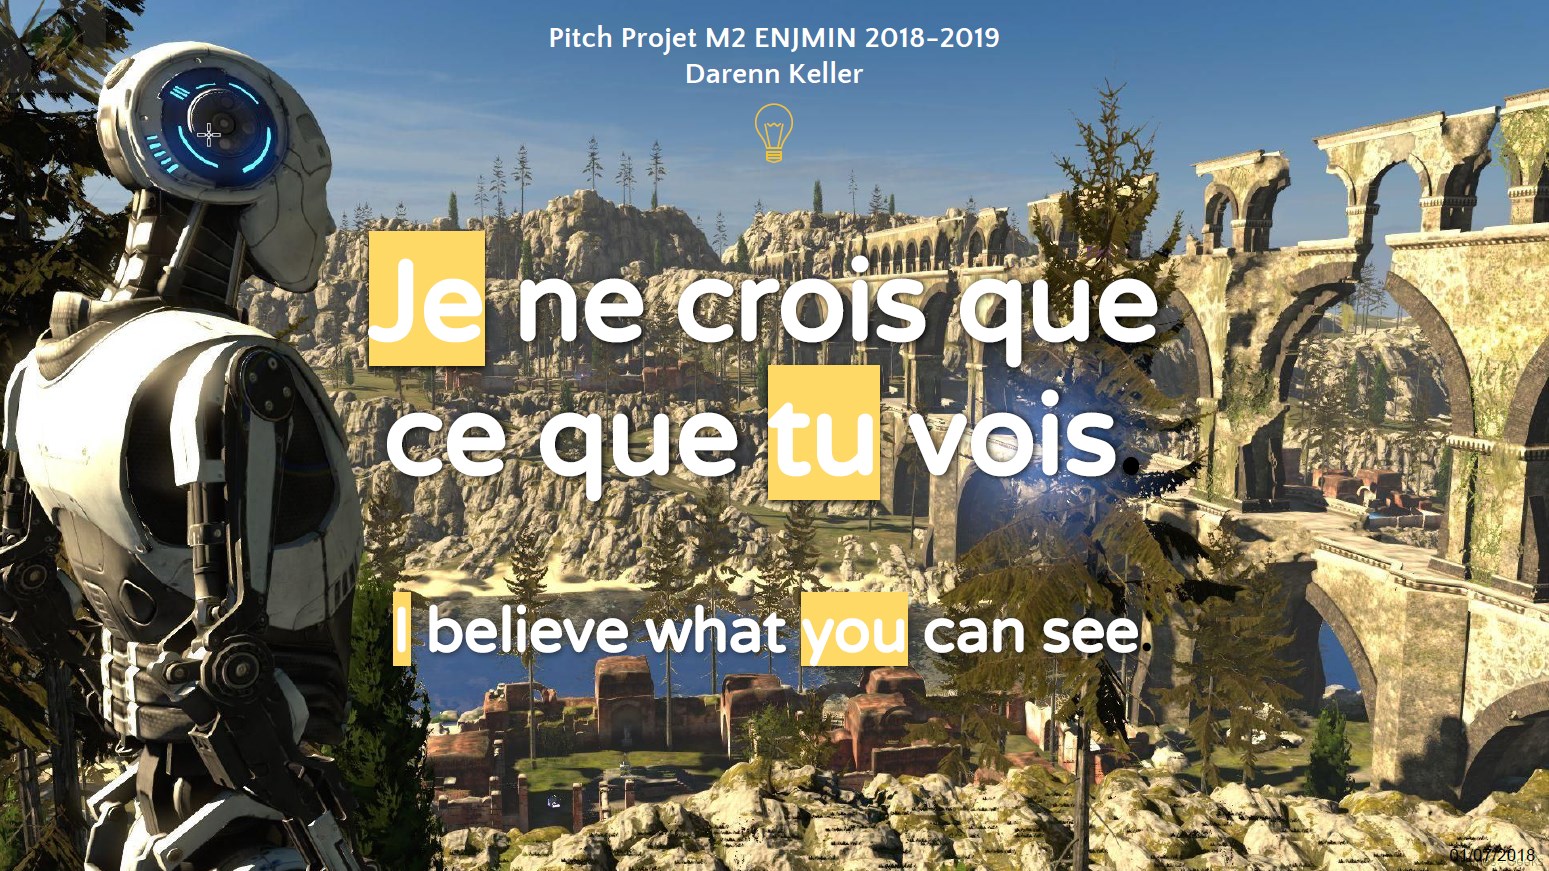 Pitch Projet M2 ENJMIN 2018-2019
Darenn Keller
Je ne crois que
ce que tu vois.
I believe what you can see.
01/07/2018